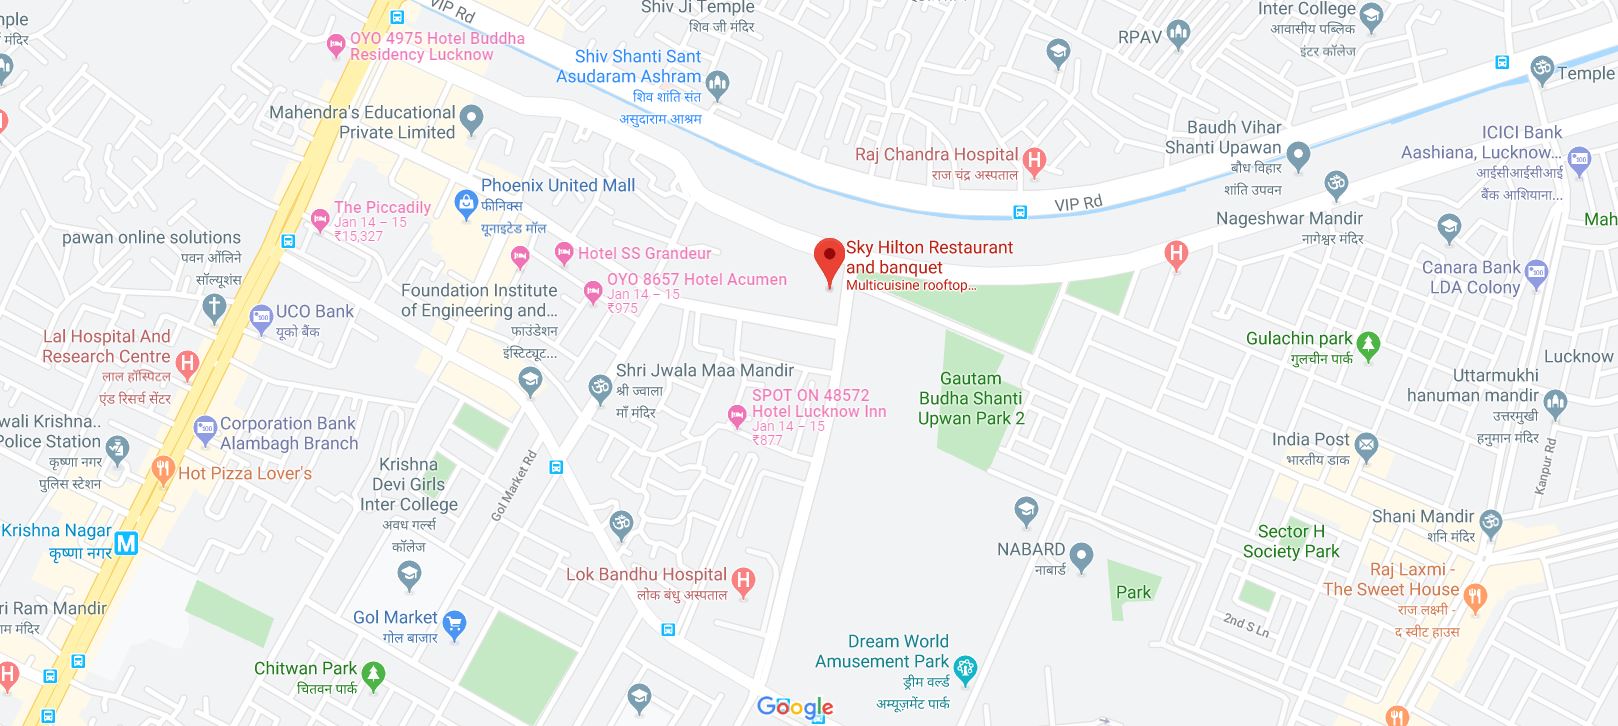 VIP Rd
Shiv Ji Temple
शिव जी मंदिर
Inter College
आवासीय पब्लिक
इंटर कॉलेज
RPAV
OYO 4975 Hotel Buddha
Residency Lucknow
Shiv Shanti Sant
Asudaram Ashram
शिव शांति संत
असुदाराम आश्रम
Temple
Mahendra's Educational
Private Limited
Baudh Vihar
Shanti Upawan
बौध विहार
शांति उपवन
ICICI Bank
Aashiana, Lucknow...
आईसीआईसीआई
बैंक आशियाना...
Raj Chandra Hospital
राज चंद्र अस्पताल
Phoenix United Mall
फीनिक्स
यूनाइटेड मॉल
VIP Rd
The Piccadily
Jan 14 – 15
₹15,327
Nageshwar Mandir
नागेश्वर मंदिर
pawan online solutions
पवन ऑंलिने
सॉल्यूशंस
Hotel SS Grandeur
Sky Hilton Restaurant
and banquet
Multicuisine rooftop...
OYO 8657 Hotel Acumen
Jan 14 – 15
₹975
Canara Bank
LDA Colony
Foundation Institute
of Engineering and...
फाउंडेशन
इंस्टिट्यूट...
UCO Bank
यूको बैंक
Lal Hospital And
Research Centre
लाल हॉस्पिटल
एंड रिसर्च सेंटर
Gulachin park
गुलचीन पार्क
Lucknow
Shri Jwala Maa Mandir
श्री ज्वाला
माँ मंदिर
Gautam
Budha Shanti
Upwan Park 2
Uttarmukhi
hanuman mandir
उत्तरमुखी
हनुमान मंदिर
SPOT ON 48572
Hotel Lucknow Inn
Jan 14 – 15
₹877
Corporation Bank
Alambagh Branch
Krishna..
Police Station
कृष्णा नगर
पुलिस स्टेशन
India Post
भारतीय डाक
Hot Pizza Lover's
Krishna
Devi Girls
Inter College
अवध गर्ल्स
कॉलेज
Gol Market Rd
Kanpur Rd
Krishna Nagar
कृष्णा नगर
M
Shani Mandir
शनि मंदिर
Sector H
Society Park
NABARD
नाबार्ड
Lok Bandhu Hospital
लोक बंधु अस्पताल
Raj Laxmi -
The Sweet House
राज लक्ष्मी -
द स्वीट हाउस
Park
Ram Mandir
मंदिर
Gol Market
गोल बाजार
2nd S Ln
Dream World
Amusement Park
ड्रीम वर्ल्ड
अम्यूज़मेंट पार्क
Chitwan Park
चितवन पार्क
Google